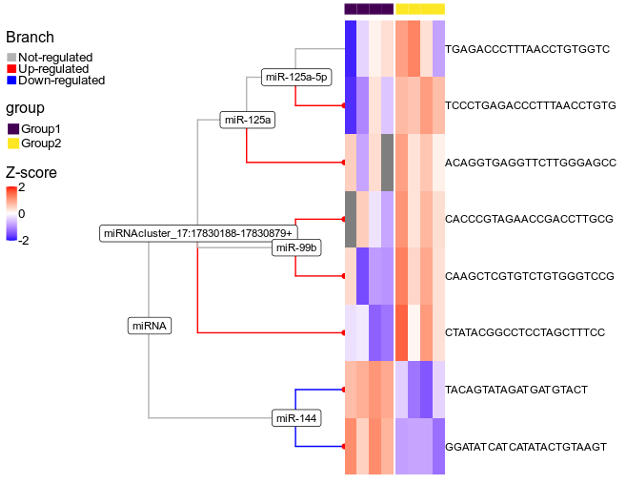 Branch
Not-regulated
Up-regulated
Down-regulated
group
Group1
Group2
Z-score
2
0
-2
miR-125a-5p
miR-125a
miRNAcluster_17:17830188-17830879+
miR-99b
miRNA
miR-144
TGAGACCCTTTAACCTGTGGTC
TCCCTGAGACCCTTTAACCTGTG
ACAGGTGAGGTTCTTGGGAGCC
CACCCGTAGAACCGACCTTGCG
CAAGCTCGTGTCTGTGGGTCCG
CTATACGGCCTCCTAGCTTTCC
TACAGTATAGATGATGTACT
GGATATCATCATATACTGTAAGT